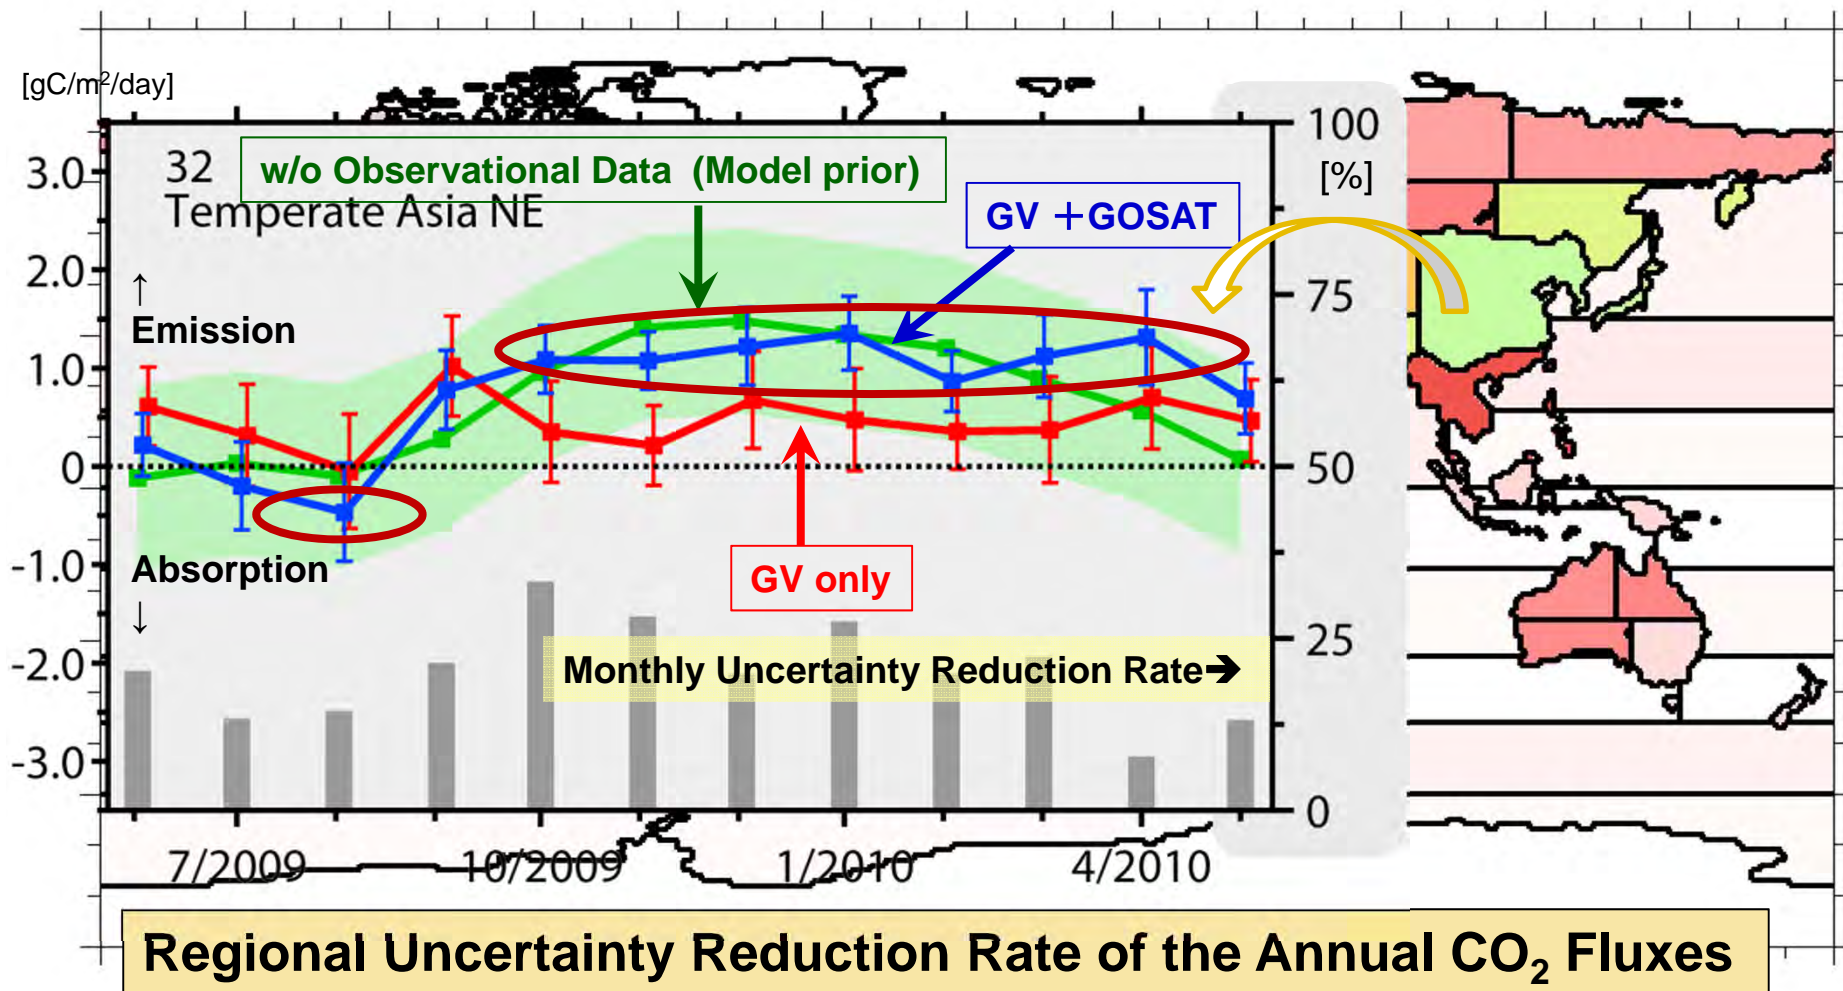 [gC/m²/day]
3.0
2.0
1.0
0
-1.0
-2.0
-3.0
32
Temperate Asia NE
w/o Observational Data (Model prior)
GV +GOSAT
↑
Emission
Absorption
↓
GV only
Monthly Uncertainty Reduction Rate➔
100
[%]
75
50
25
0
7/2009
10/2009
1/2010
4/2010
Regional Uncertainty Reduction Rate of the Annual CO₂ Fluxes